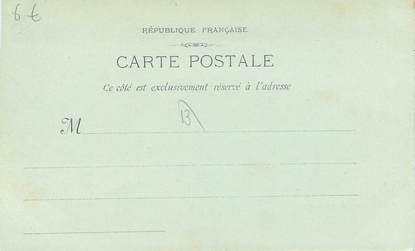 6 €
RÉPUBLIQUE FRANÇAISE
CARTE POSTALE
Ce côté est exclusivement réservé à l'adresse
M